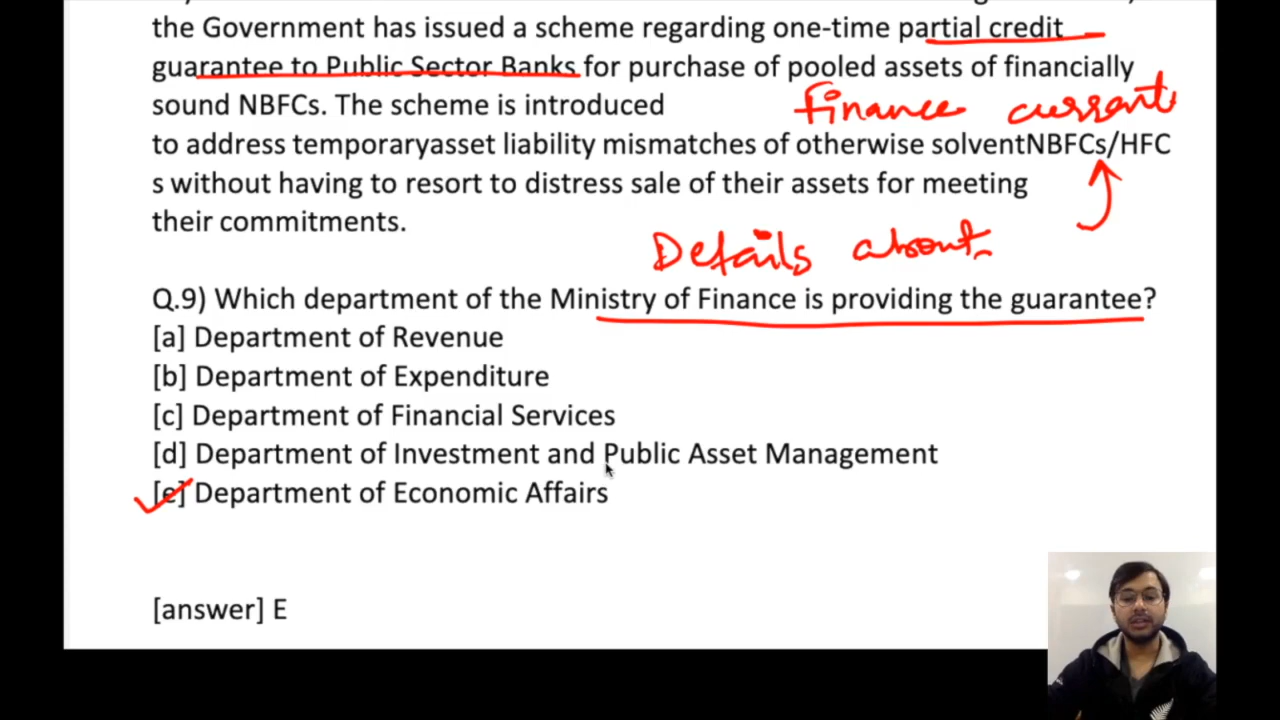 the Government has issued a scheme regarding one-time partial credit
guarantee to Public Sector Banks for purchase of pooled assets of financially
sound NBFCs. The scheme is introduced
Finance current
to address temporaryasset liability mismatches of otherwise solventNBFCs/HFC
s without having to resort to distress sale of their assets for meeting
their commitments.
Details about
Q.9) Which department of the Ministry of Finance is providing the guarantee?
[a] Department of Revenue
[b] Department of Expenditure
[c] Department of Financial Services
[d] Department of Investment and Public Asset Management
[e] Department of Economic Affairs
[answer] E